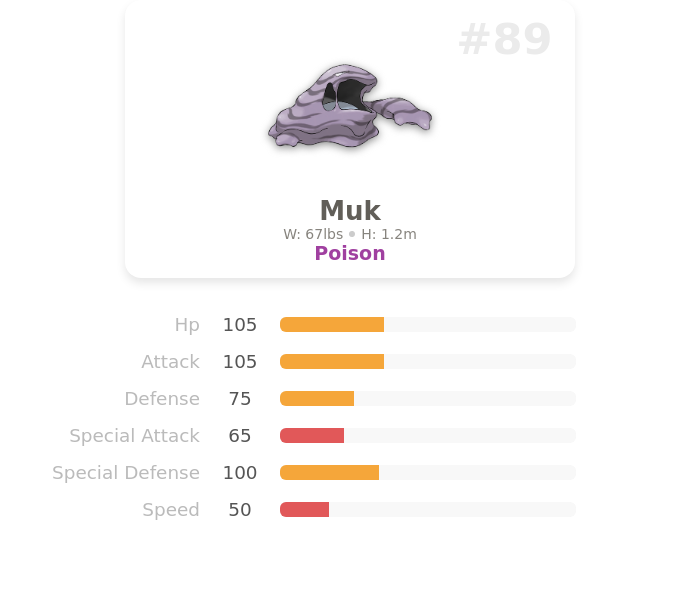 #89
Muk
W: 67lbs ● H: 1.2m
Poison
Hp 105
Attack 105
Defense 75
Special Attack 65
Special Defense 100
Speed 50